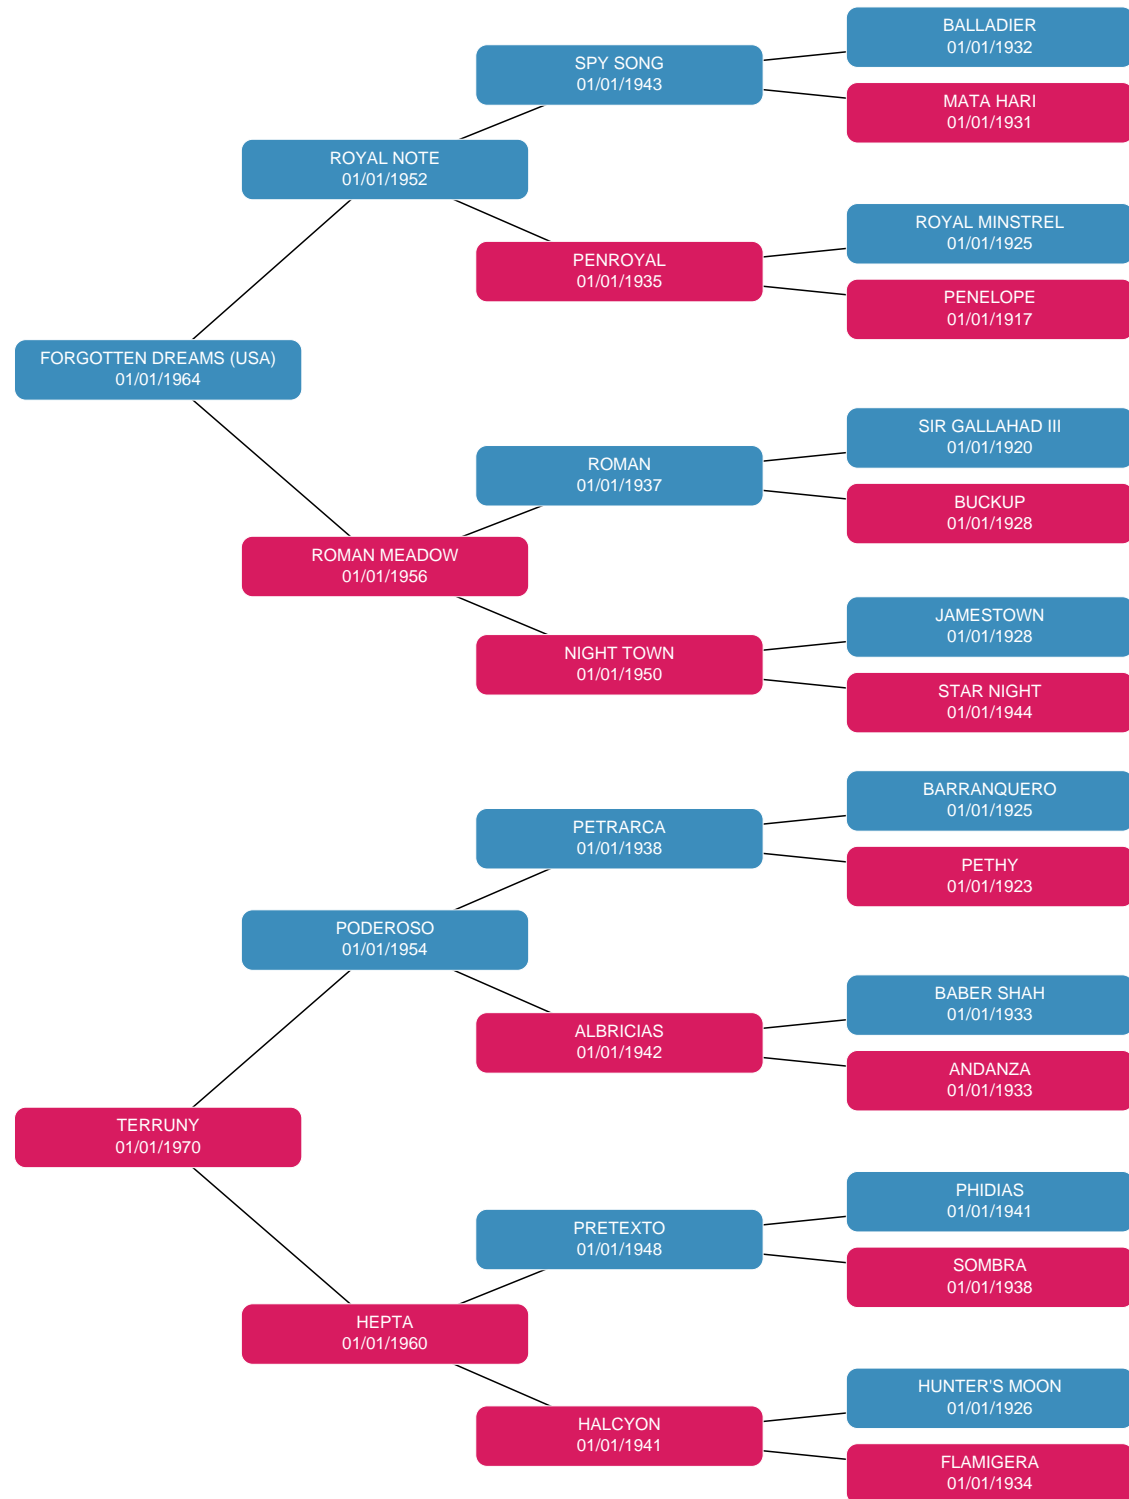 BALLADIER
01/01/1932
SPY SONG
01/01/1943
MATA HARI
01/01/1931
ROYAL NOTE
01/01/1952
ROYAL MINSTREL
01/01/1925
PENROYAL
01/01/1935
PENELOPE
01/01/1917
FORGOTTEN DREAMS (USA)
01/01/1964
SIR GALLAHAD III
01/01/1920
ROMAN
01/01/1937
BUCKUP
01/01/1928
ROMAN MEADOW
01/01/1956
JAMESTOWN
01/01/1928
NIGHT TOWN
01/01/1950
STAR NIGHT
01/01/1944
BARRANQUERO
01/01/1925
PETRARCA
01/01/1938
PETHY
01/01/1923
PODEROSO
01/01/1954
BABER SHAH
01/01/1933
ALBRICIAS
01/01/1942
ANDANZA
01/01/1933
TERRUNY
01/01/1970
PHIDIAS
01/01/1941
PRETEXTO
01/01/1948
SOMBRA
01/01/1938
HEPTA
01/01/1960
HUNTER'S MOON
01/01/1926
HALCYON
01/01/1941
FLAMIGERA
01/01/1934